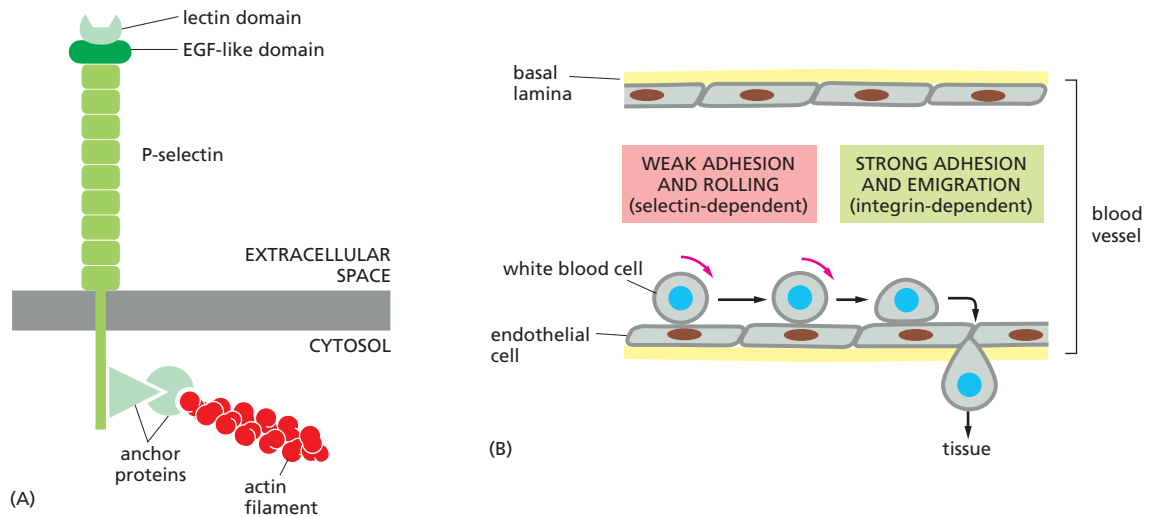 lectin domain
EGF-like domain
P-selectin
EXTRACELLULAR
SPACE
CYTOSOL
anchor
proteins
actin
filament
(A)
basal
lamina
WEAK ADHESION
AND ROLLING
(selectin-dependent)
STRONG ADHESION
AND EMIGRATION
(integrin-dependent)
blood
vessel
white blood cell
endothelial
cell
tissue
(B)